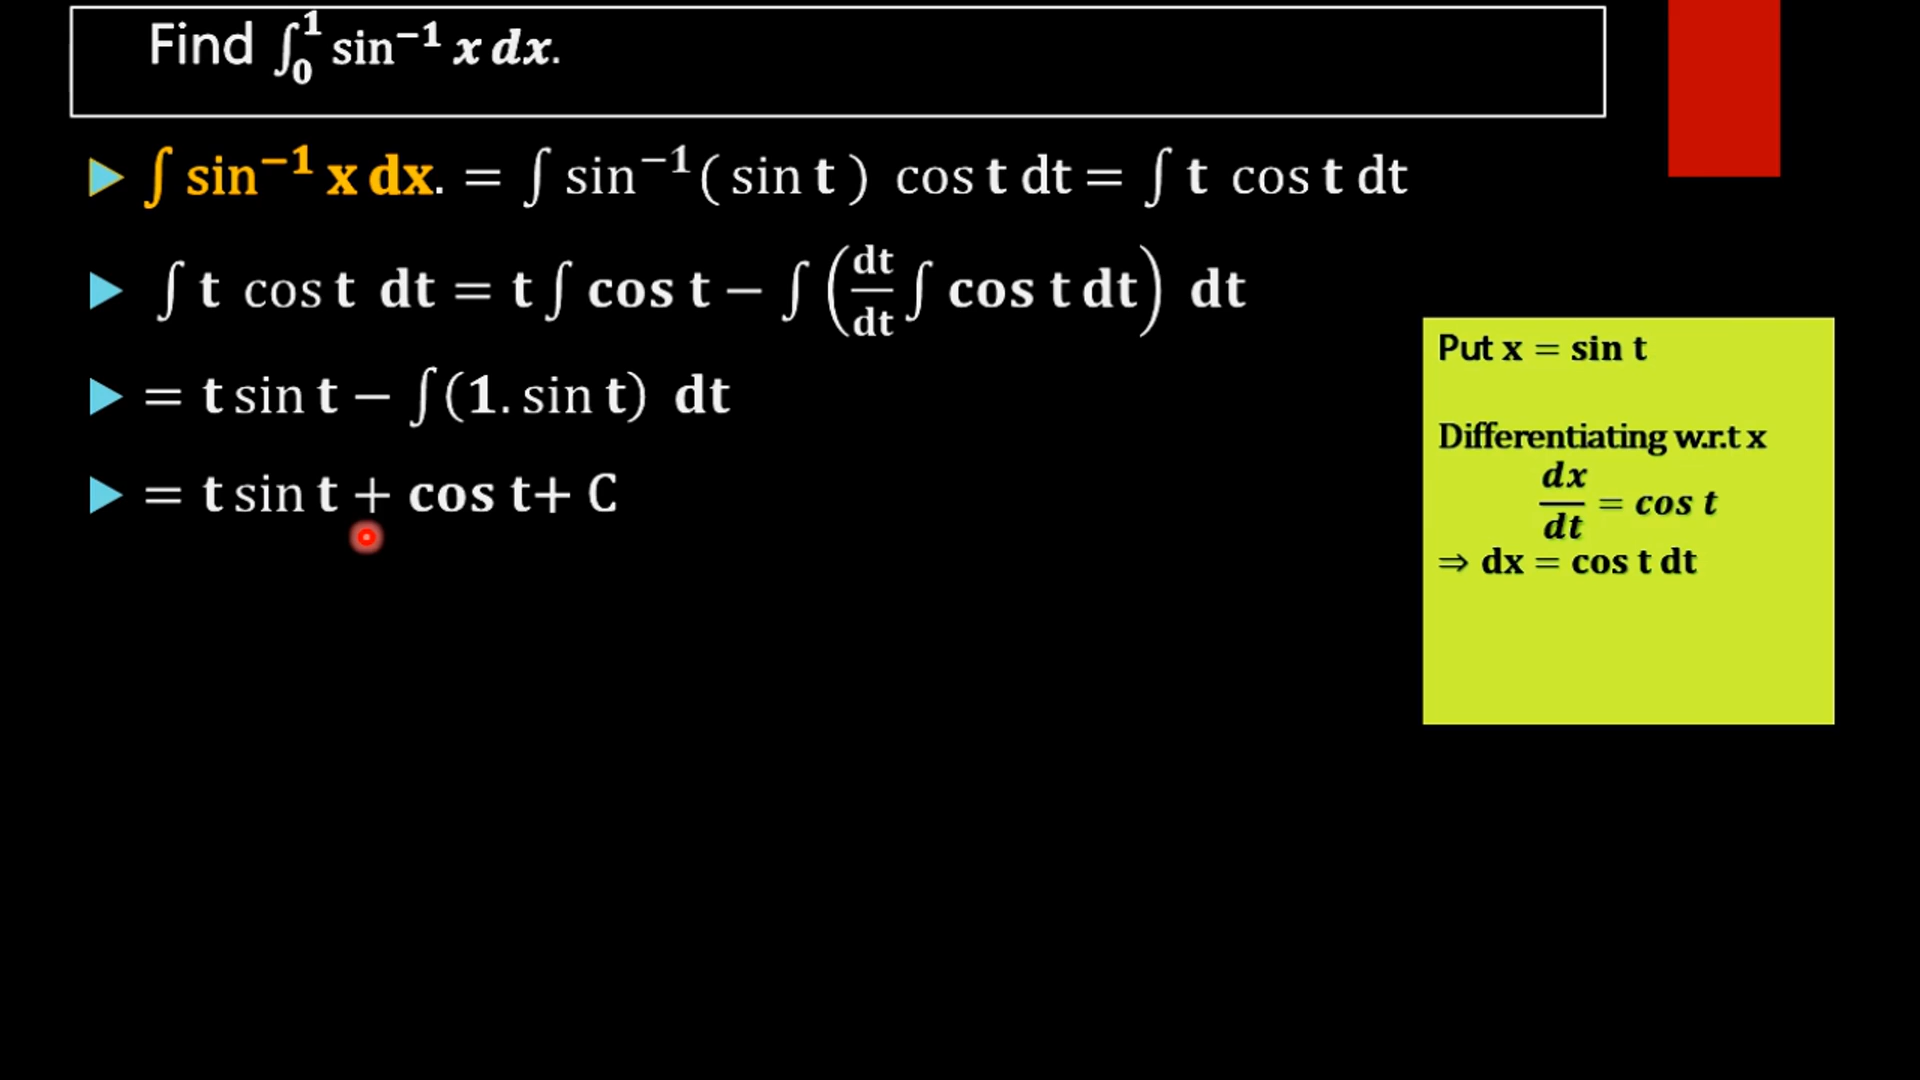 Find ∫₀¹ sin⁻¹ x dx.
∫ sin⁻¹ x dx. = ∫ sin⁻¹( sin t ) cos t dt = ∫ t cos t dt
∫ t cos t dt = t ∫ cos t − ∫ (dt/dt ∫ cos t dt) dt
= t sin t − ∫(1. sin t) dt
= t sin t + cos t+ C
Put x = sin t
Differentiating w.r.t x
dx/dt = cos t
⇒ dx = cos t dt